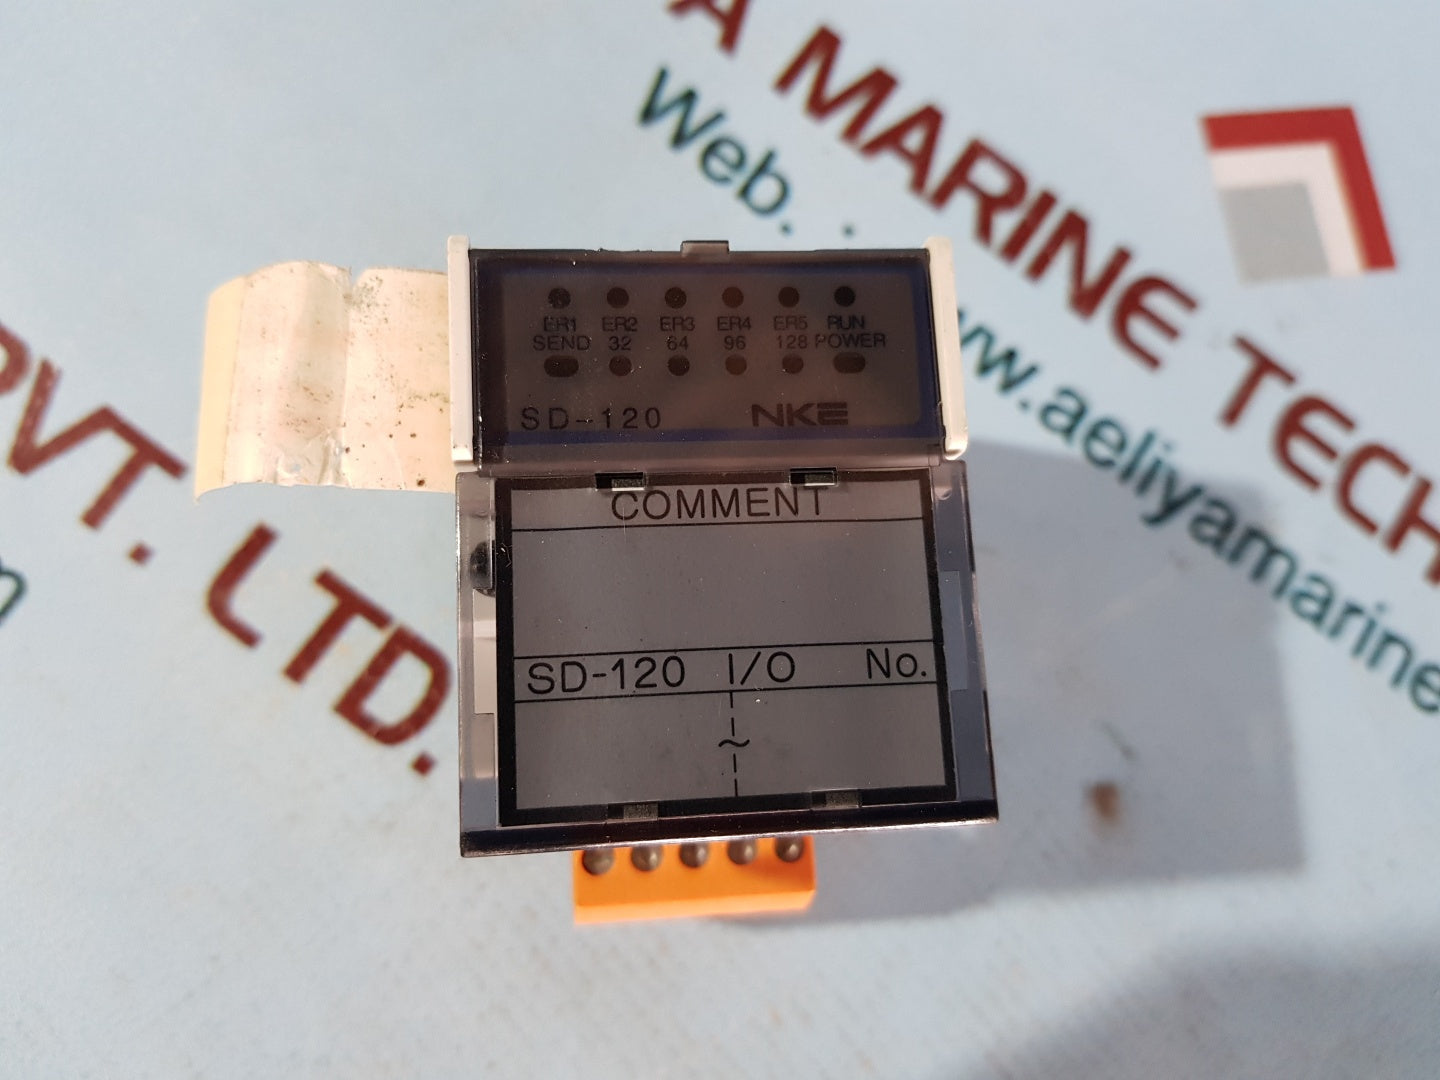 A MARINE TECH
Web. :
ww.aeliyamarine
PVT. LTD.
m
ER1 ER2 ER3 ER4 ER5 RUN
SEND 32 64 96 128 POWER
SD-120 NKE
COMMENT
SD-120 I/O No.
~